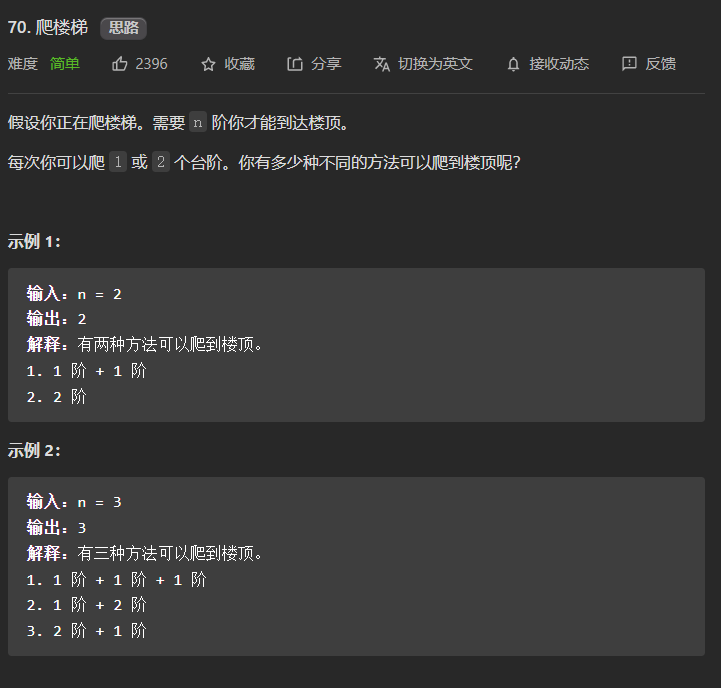 70. 爬楼梯 思路
难度 简单 2396 收藏 分享 切换为英文 接收动态 反馈
假设你正在爬楼梯。需要 n 阶你才能到达楼顶。
每次你可以爬 1 或 2 个台阶。你有多少种不同的方法可以爬到楼顶呢?
示例 1:
输入:n = 2
输出:2
解释:有两种方法可以爬到楼顶。
1. 1 阶 + 1 阶
2. 2 阶
示例 2:
输入:n = 3
输出:3
解释:有三种方法可以爬到楼顶。
1. 1 阶 + 1 阶 + 1 阶
2. 1 阶 + 2 阶
3. 2 阶 + 1 阶